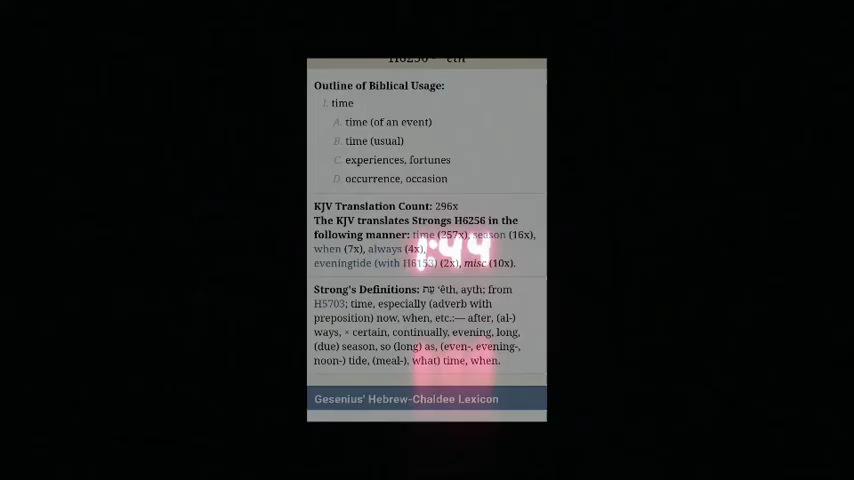 H6256 - ʿeth
Outline of Biblical Usage:
I. time
A. time (of an event)
B. time (usual)
C. experiences, fortunes
D. occurrence, occasion
KJV Translation Count: 296x
The KJV translates Strongs H6256 in the
following manner: time (257x), season (16x),
when (7x), always (4x),
eveningtide (with H6153) (2x), misc (10x).
1:44
Strong's Definitions: עֵת ʻêth, ayth; from
H5703; time, especially (adverb with
preposition) now, when, etc.:— after, (al-)
ways, × certain, continually, evening, long,
(due) season, so (long) as, (even-, evening-,
noon-) tide, (meal-), what) time, when.
Gesenius' Hebrew-Chaldee Lexicon